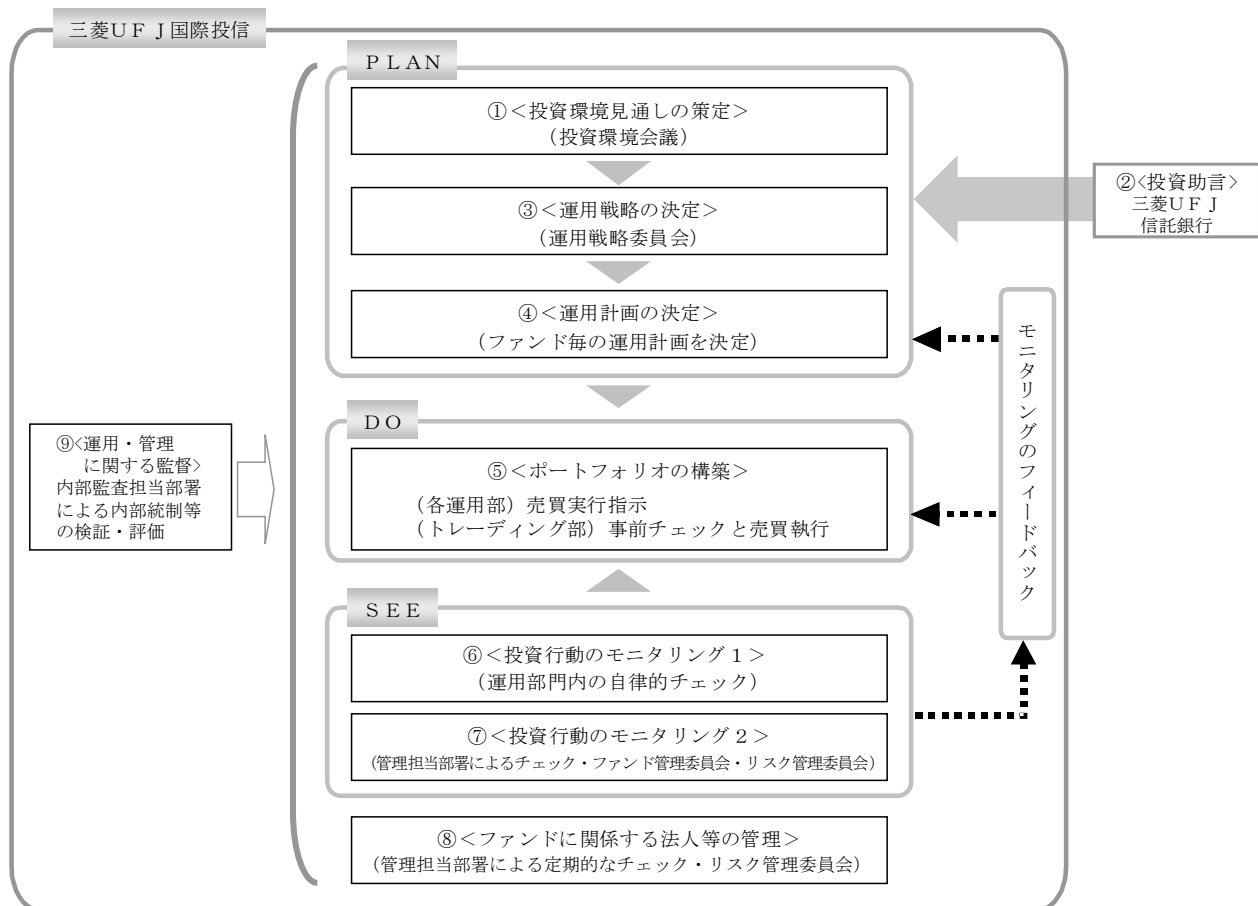 三菱ＵＦＪ国際投信
ＰＬＡＮ
①＜投資環境見通しの策定＞
（投資環境会議）
②<投資助言>
三菱ＵＦＪ
信託銀行
③＜運用戦略の決定＞
（運用戦略委員会）
④＜運用計画の決定＞
（ファンド毎の運用計画を決定）
モニタリングのフィードバック
ＤＯ
⑤＜ポートフォリオの構築＞
（各運用部）売買実行指示
（トレーディング部）事前チェックと売買執行
⑨<運用・管理
に関する監督>
内部監査担当部署
による内部統制等
の検証・評価
ＳＥＥ
⑥＜投資行動のモニタリング１＞
（運用部門内の自律的チェック）
⑦＜投資行動のモニタリング２＞
（管理担当部署によるチェック・ファンド管理委員会・リスク管理委員会）
⑧＜ファンドに関係する法人等の管理＞
（管理担当部署による定期的なチェック・リスク管理委員会）